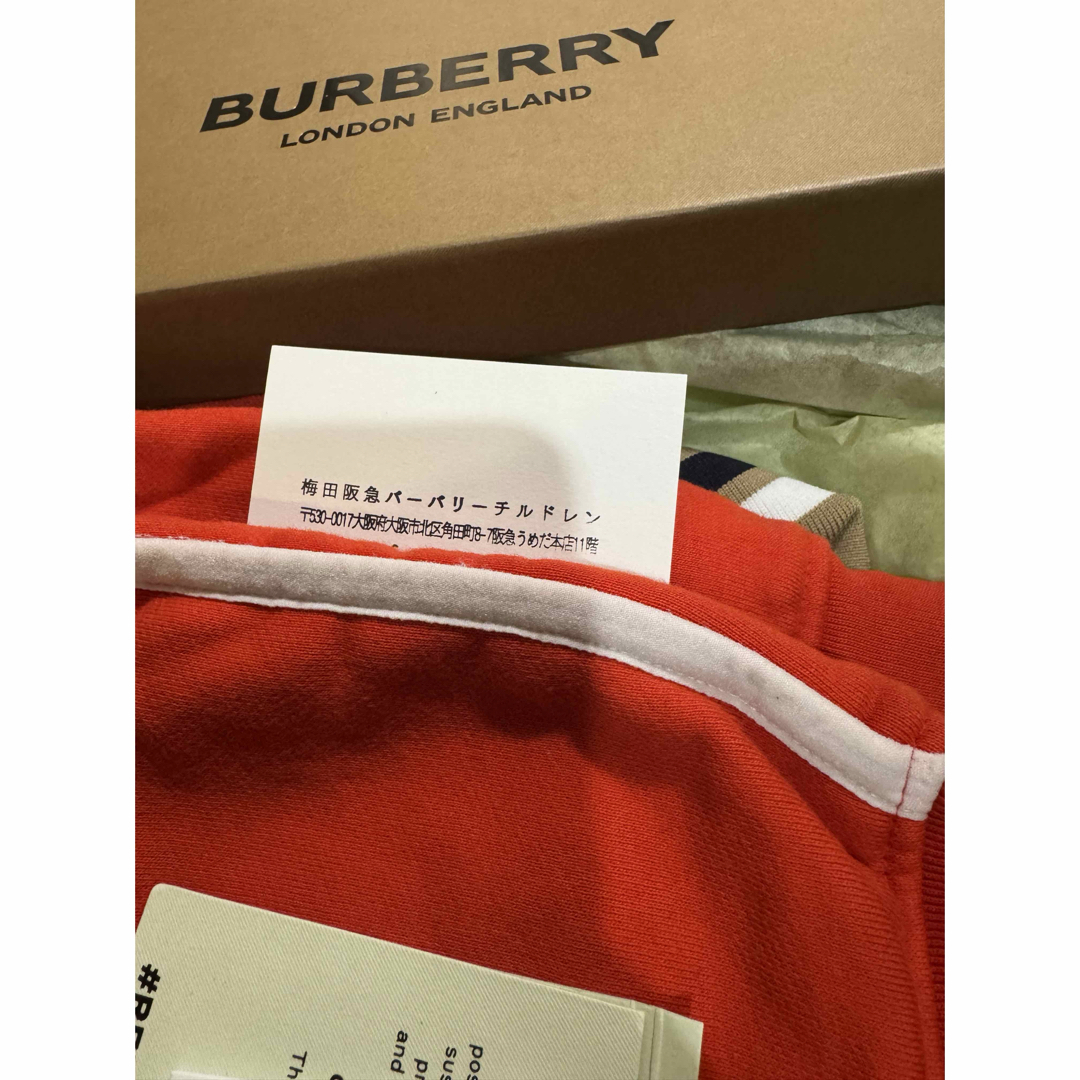 BURBERRY
LONDON ENGLAND
梅田阪急バーバリーチルドレン
〒530-0017大阪府大阪市北区角田町8-7阪急うめだ本店11階
and